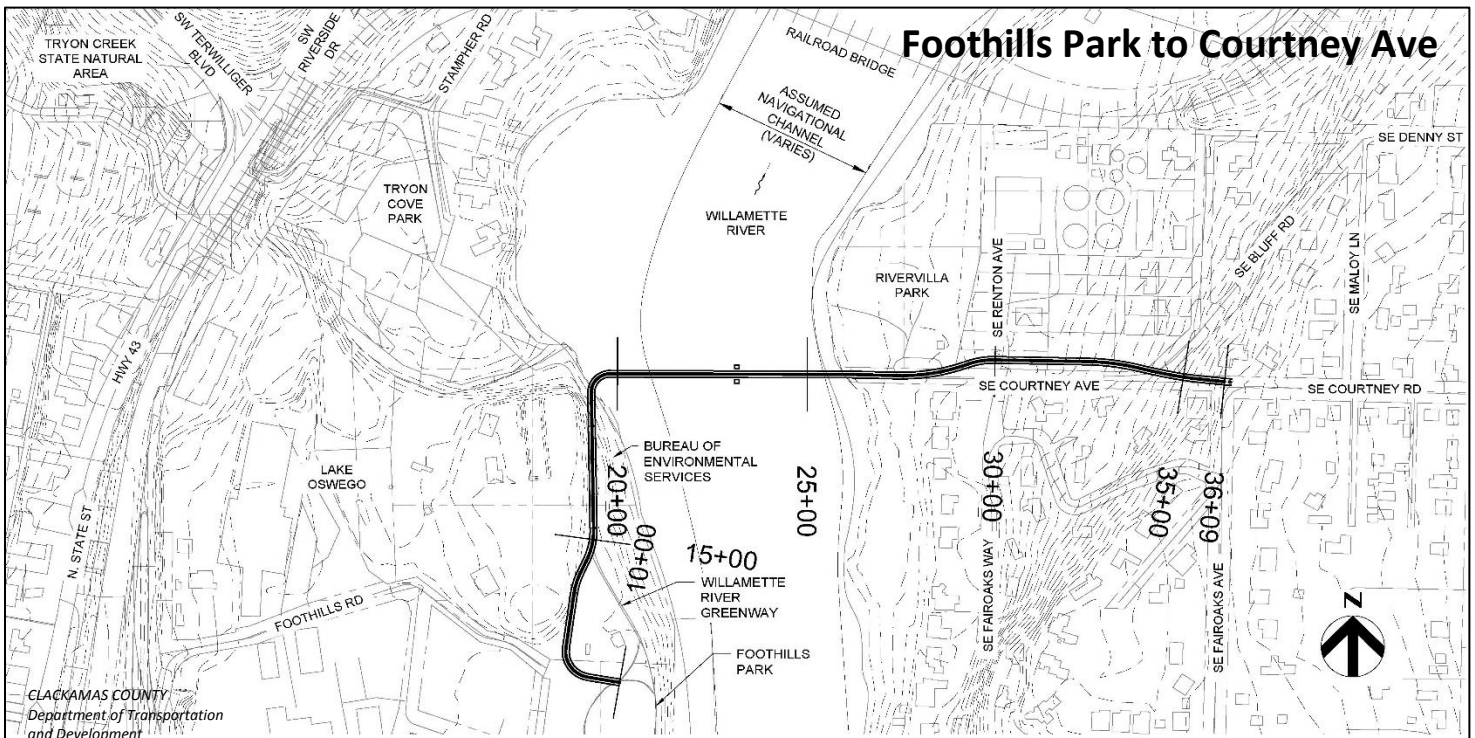 Foothills Park to Courtney Ave
TRYON CREEK
STATE NATURAL
AREA
SW TERWILLIGER
BLVD
SW
RIVERSIDE
DR
STAMPHER RD
RAILROAD BRIDGE
ASSUMED
NAVIGATIONAL
CHANNEL
(VARIES)
SE DENNY ST
TRYON
COVE
PARK
WILLAMETTE
RIVER
RIVERVILLA
PARK
SE RENTON AVE
SE BLUFF RD
SE MALOY LN
HWY 43
SE COURTNEY AVE
SE COURTNEY RD
BUREAU OF
ENVIRONMENTAL
SERVICES
LAKE
OSWEGO
20+00
25+00
30+00
35+00
36+09
10+00
15+00
N. STATE ST
WILLAMETTE
RIVER
GREENWAY
FOOTHILLS RD
SE FAIROAKS WAY
SE FAIROAKS AVE
N
FOOTHILLS
PARK
CLACKAMAS COUNTY
Department of Transportation
and Development